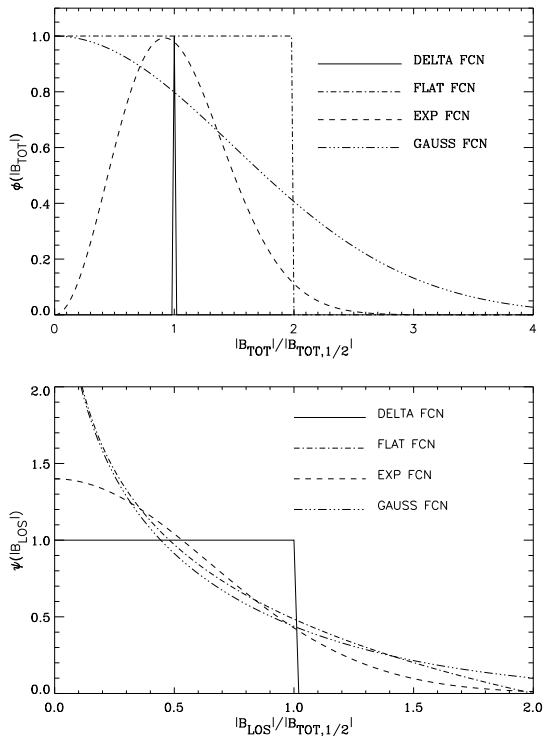 1.0
0.8
0.6
0.4
0.2
0.0
ϕ(|B_TOT|)
DELTA FCN
FLAT FCN
EXP FCN
GAUSS FCN
0 1 2 3 4
|B_TOT|/|B_TOT,1/2|
2.0
1.5
1.0
0.5
0.0
ψ(|B_LOS|)
DELTA FCN
FLAT FCN
EXP FCN
GAUSS FCN
0.0 0.5 1.0 1.5 2.0
|B_LOS|/|B_TOT,1/2|